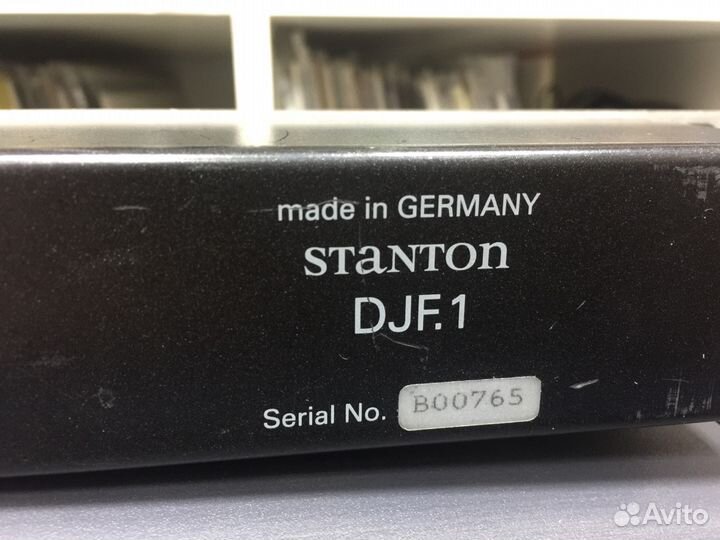 made in GERMANY
STaNTon
DJF.1
Serial No. B00765
Avito